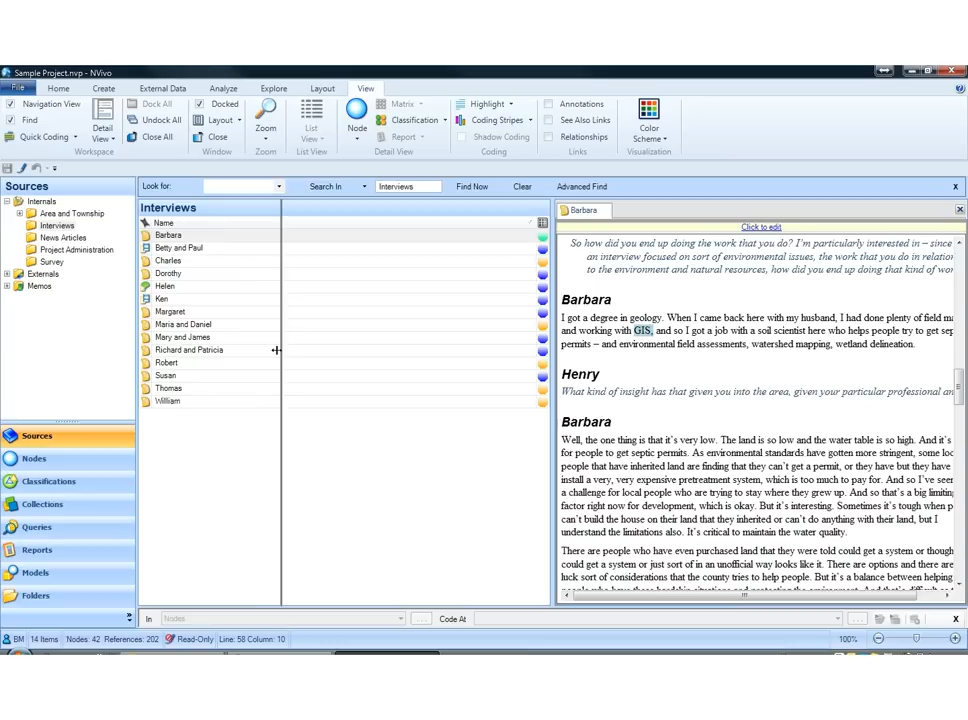 Sample Project.nvp - NVivo
File Home Create External Data Analyze Explore Layout View
Navigation View Dock All Docked Matrix Highlight Annotations
Find Undock All Layout Classification Coding Stripes See Also Links
Quick Coding Detail View Close All Close Zoom List View Node Report Shadow Coding Relationships Color Scheme
Workspace Window Zoom List View Detail View Coding Links Visualization
Sources
Look for: Search In Interviews Find Now Clear Advanced Find x
Internals
Area and Township
Interviews
News Articles
Project Administration
Survey
Externals
Memos
Sources
Nodes
Classifications
Collections
Queries
Reports
Models
Folders
Interviews
Name
Barbara
Betty and Paul
Charles
Dorothy
Helen
Ken
Margaret
Maria and Daniel
Mary and James
Richard and Patricia
Robert
Susan
Thomas
William
Barbara
Click to edit
So how did you end up doing the work that you do? I'm particularly interested in – since
an interview focused on sort of environmental issues, the work that you do in relation
to the environment and natural resources, how did you end up doing that kind of wor
Barbara
I got a degree in geology. When I came back here with my husband, I had done plenty of field ma
and working with GIS, and so I got a job with a soil scientist here who helps people try to get sep
permits – and environmental field assessments, watershed mapping, wetland delineation.
Henry
What kind of insight has that given you into the area, given your particular professional an
Barbara
Well, the one thing is that it's very low. The land is so low and the water table is so high. And it's
for people to get septic permits. As environmental standards have gotten more stringent, some loc
people that have inherited land are finding that they can't get a permit, or they have but they have
install a very, very expensive pretreatment system, which is too much to pay for. And so I've see
a challenge for local people who are trying to stay where they grew up. And so that's a big limitin
factor right now for development, which is okay. But it's interesting. Sometimes it's tough when p
can't build the house on their land that they inherited or can't do anything with their land, but I
understand the limitations also. It's critical to maintain the water quality.
There are people who have even purchased land that they were told could get a system or though
could get a system or just sort of in an unofficial way looks like it. There are options and there are
luck sort of considerations that the county tries to help people. But it's a balance between helping
In Nodes ... Code At ... x
BM 14 Items Nodes: 42 References: 202 Read-Only Line: 58 Column: 10 100%